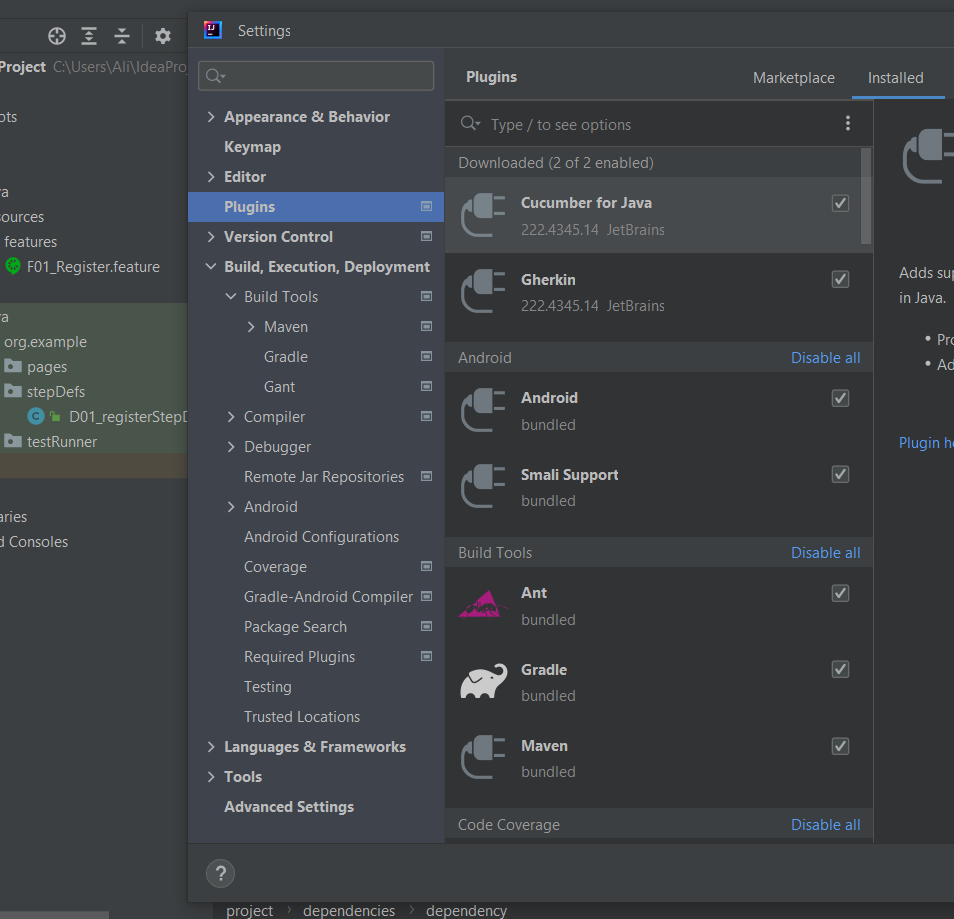 Settings
Project C:\Users\Ali\IdeaPro
Plugins
Marketplace
Installed
Appearance & Behavior
Keymap
Editor
Plugins
Version Control
Build, Execution, Deployment
Build Tools
Maven
Gradle
Gant
Compiler
Debugger
Remote Jar Repositories
Android
Android Configurations
Coverage
Gradle-Android Compiler
Package Search
Required Plugins
Testing
Trusted Locations
Languages & Frameworks
Tools
Advanced Settings
?
Type / to see options
Downloaded (2 of 2 enabled)
Cucumber for Java
222.4345.14 JetBrains
Gherkin
222.4345.14 JetBrains
Android Disable all
Android
bundled
Smali Support
bundled
Build Tools Disable all
Ant
bundled
Gradle
bundled
Maven
bundled
Code Coverage Disable all
Adds sup
in Java.
• Pro
• Ad
Plugin ho
ots
va
sources
features
F01_Register.feature
va
org.example
pages
stepDefs
D01_registerStepD
testRunner
aries
d Consoles
project › dependencies › dependency